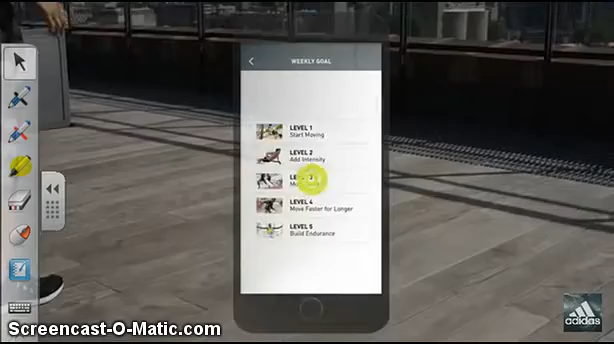 WEEKLY GOAL
LEVEL 1
Start Moving
LEVEL 2
Add Intensity
LEVEL 4
Move Faster for Longer
LEVEL 5
Build Endurance
adidas
Screencast-O-Matic.com